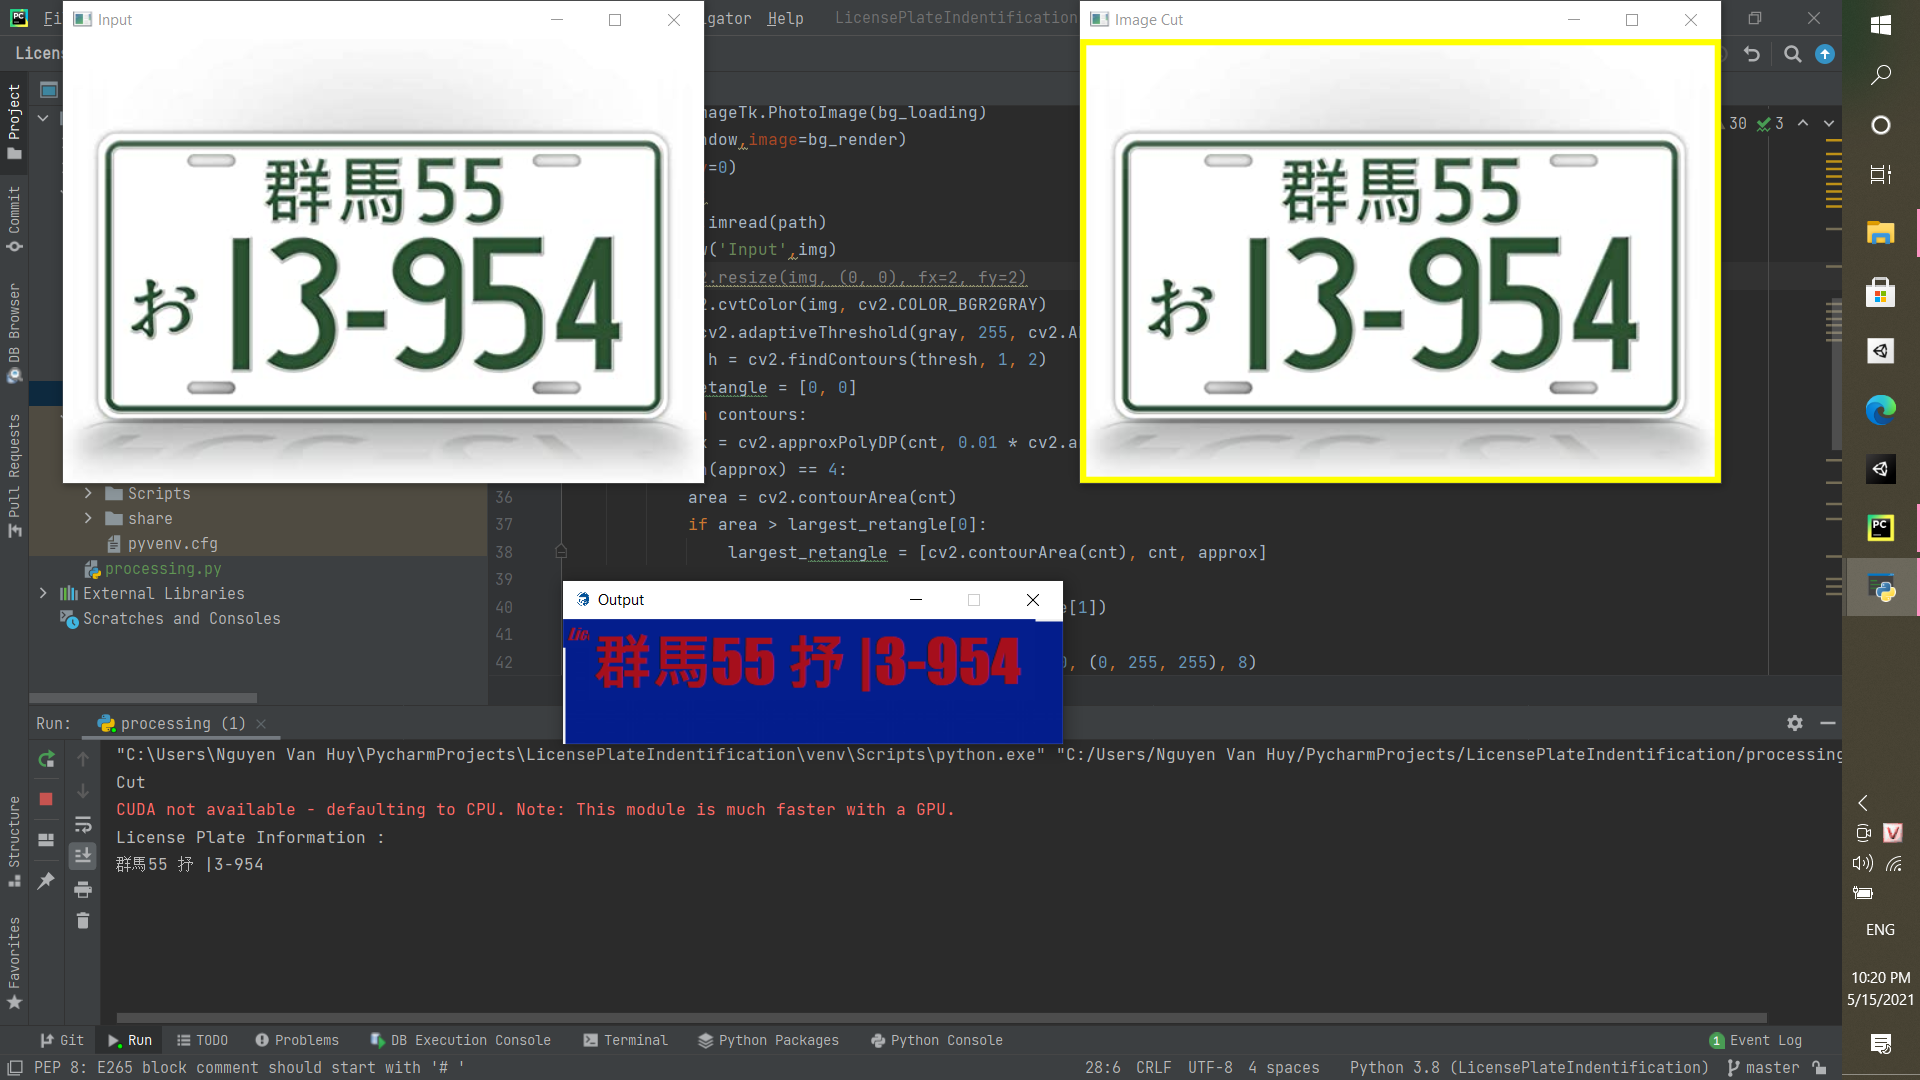 Input
Image Cut
Fi
igator Help LicensePlateIndentification
Licens
群馬55
お 13-954
群馬55
お 13-954
mageTk.PhotoImage(bg_loading)
ndow,image=bg_render)
=0)
imread(path)
('Input',img)
.resize(img, (0, 0), fx=2, fy=2)
.cvtColor(img, cv2.COLOR_BGR2GRAY)
cv2.adaptiveThreshold(gray, 255, cv2.A
h = cv2.findContours(thresh, 1, 2)
etangle = [0, 0]
contours:
x = cv2.approxPolyDP(cnt, 0.01 * cv2.a
(approx) == 4:
36 area = cv2.contourArea(cnt)
37 if area > largest_retangle[0]:
38 largest_retangle = [cv2.contourArea(cnt), cnt, approx]
39
40 e[1])
41
42 0, (0, 255, 255), 8)
30 3
Project
Commit
DB Browser
Pull Requests
Structure
Favorites
Scripts
share
pyvenv.cfg
processing.py
External Libraries
Scratches and Consoles
Output
Lic
群馬55 抒 |3-954
Run: processing (1)
"C:\Users\Nguyen Van Huy\PycharmProjects\LicensePlateIndentification\venv\Scripts\python.exe" "C:/Users/Nguyen Van Huy/PycharmProjects/LicensePlateIndentification/processing
Cut
CUDA not available - defaulting to CPU. Note: This module is much faster with a GPU.
License Plate Information :
群馬55 抒 |3-954
Git Run TODO Problems DB Execution Console Terminal Python Packages Python Console 1 Event Log
PEP 8: E265 block comment should start with '# ' 28:6 CRLF UTF-8 4 spaces Python 3.8 (LicensePlateIndentification) master
ENG
10:20 PM
5/15/2021